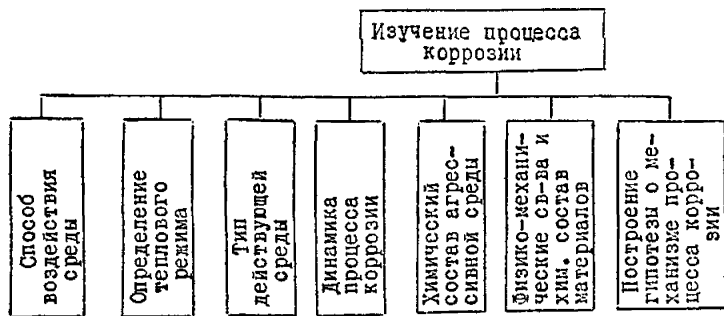 Изучение процесса
коррозии
Способ
воздействия
среды
Определение
теплового
режима
Тип
действующей
среды
Динамика
процесса
коррозии
Химический
состав агрес-
сивной среды
Физико-механи-
ческие св-ва и
хим. состав
материалов
Построение
гипотезы о ме-
ханизме про-
цесса корро-
зии